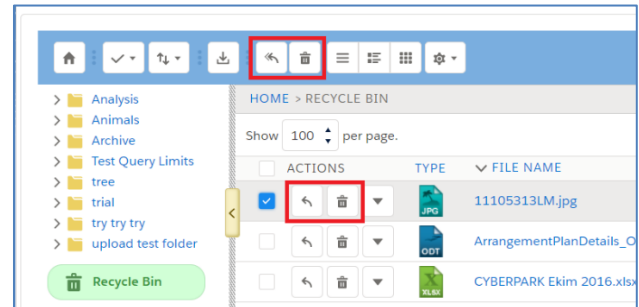 Analysis
Animals
Archive
Test Query Limits
tree
trial
try try try
upload test folder
Recycle Bin
HOME > RECYCLE BIN
Show 100 per page.
ACTIONS TYPE FILE NAME
JPG 11105313LM.jpg
ODT ArrangementPlanDetails_O
XLSX CYBERPARK Ekim 2016.xlsx